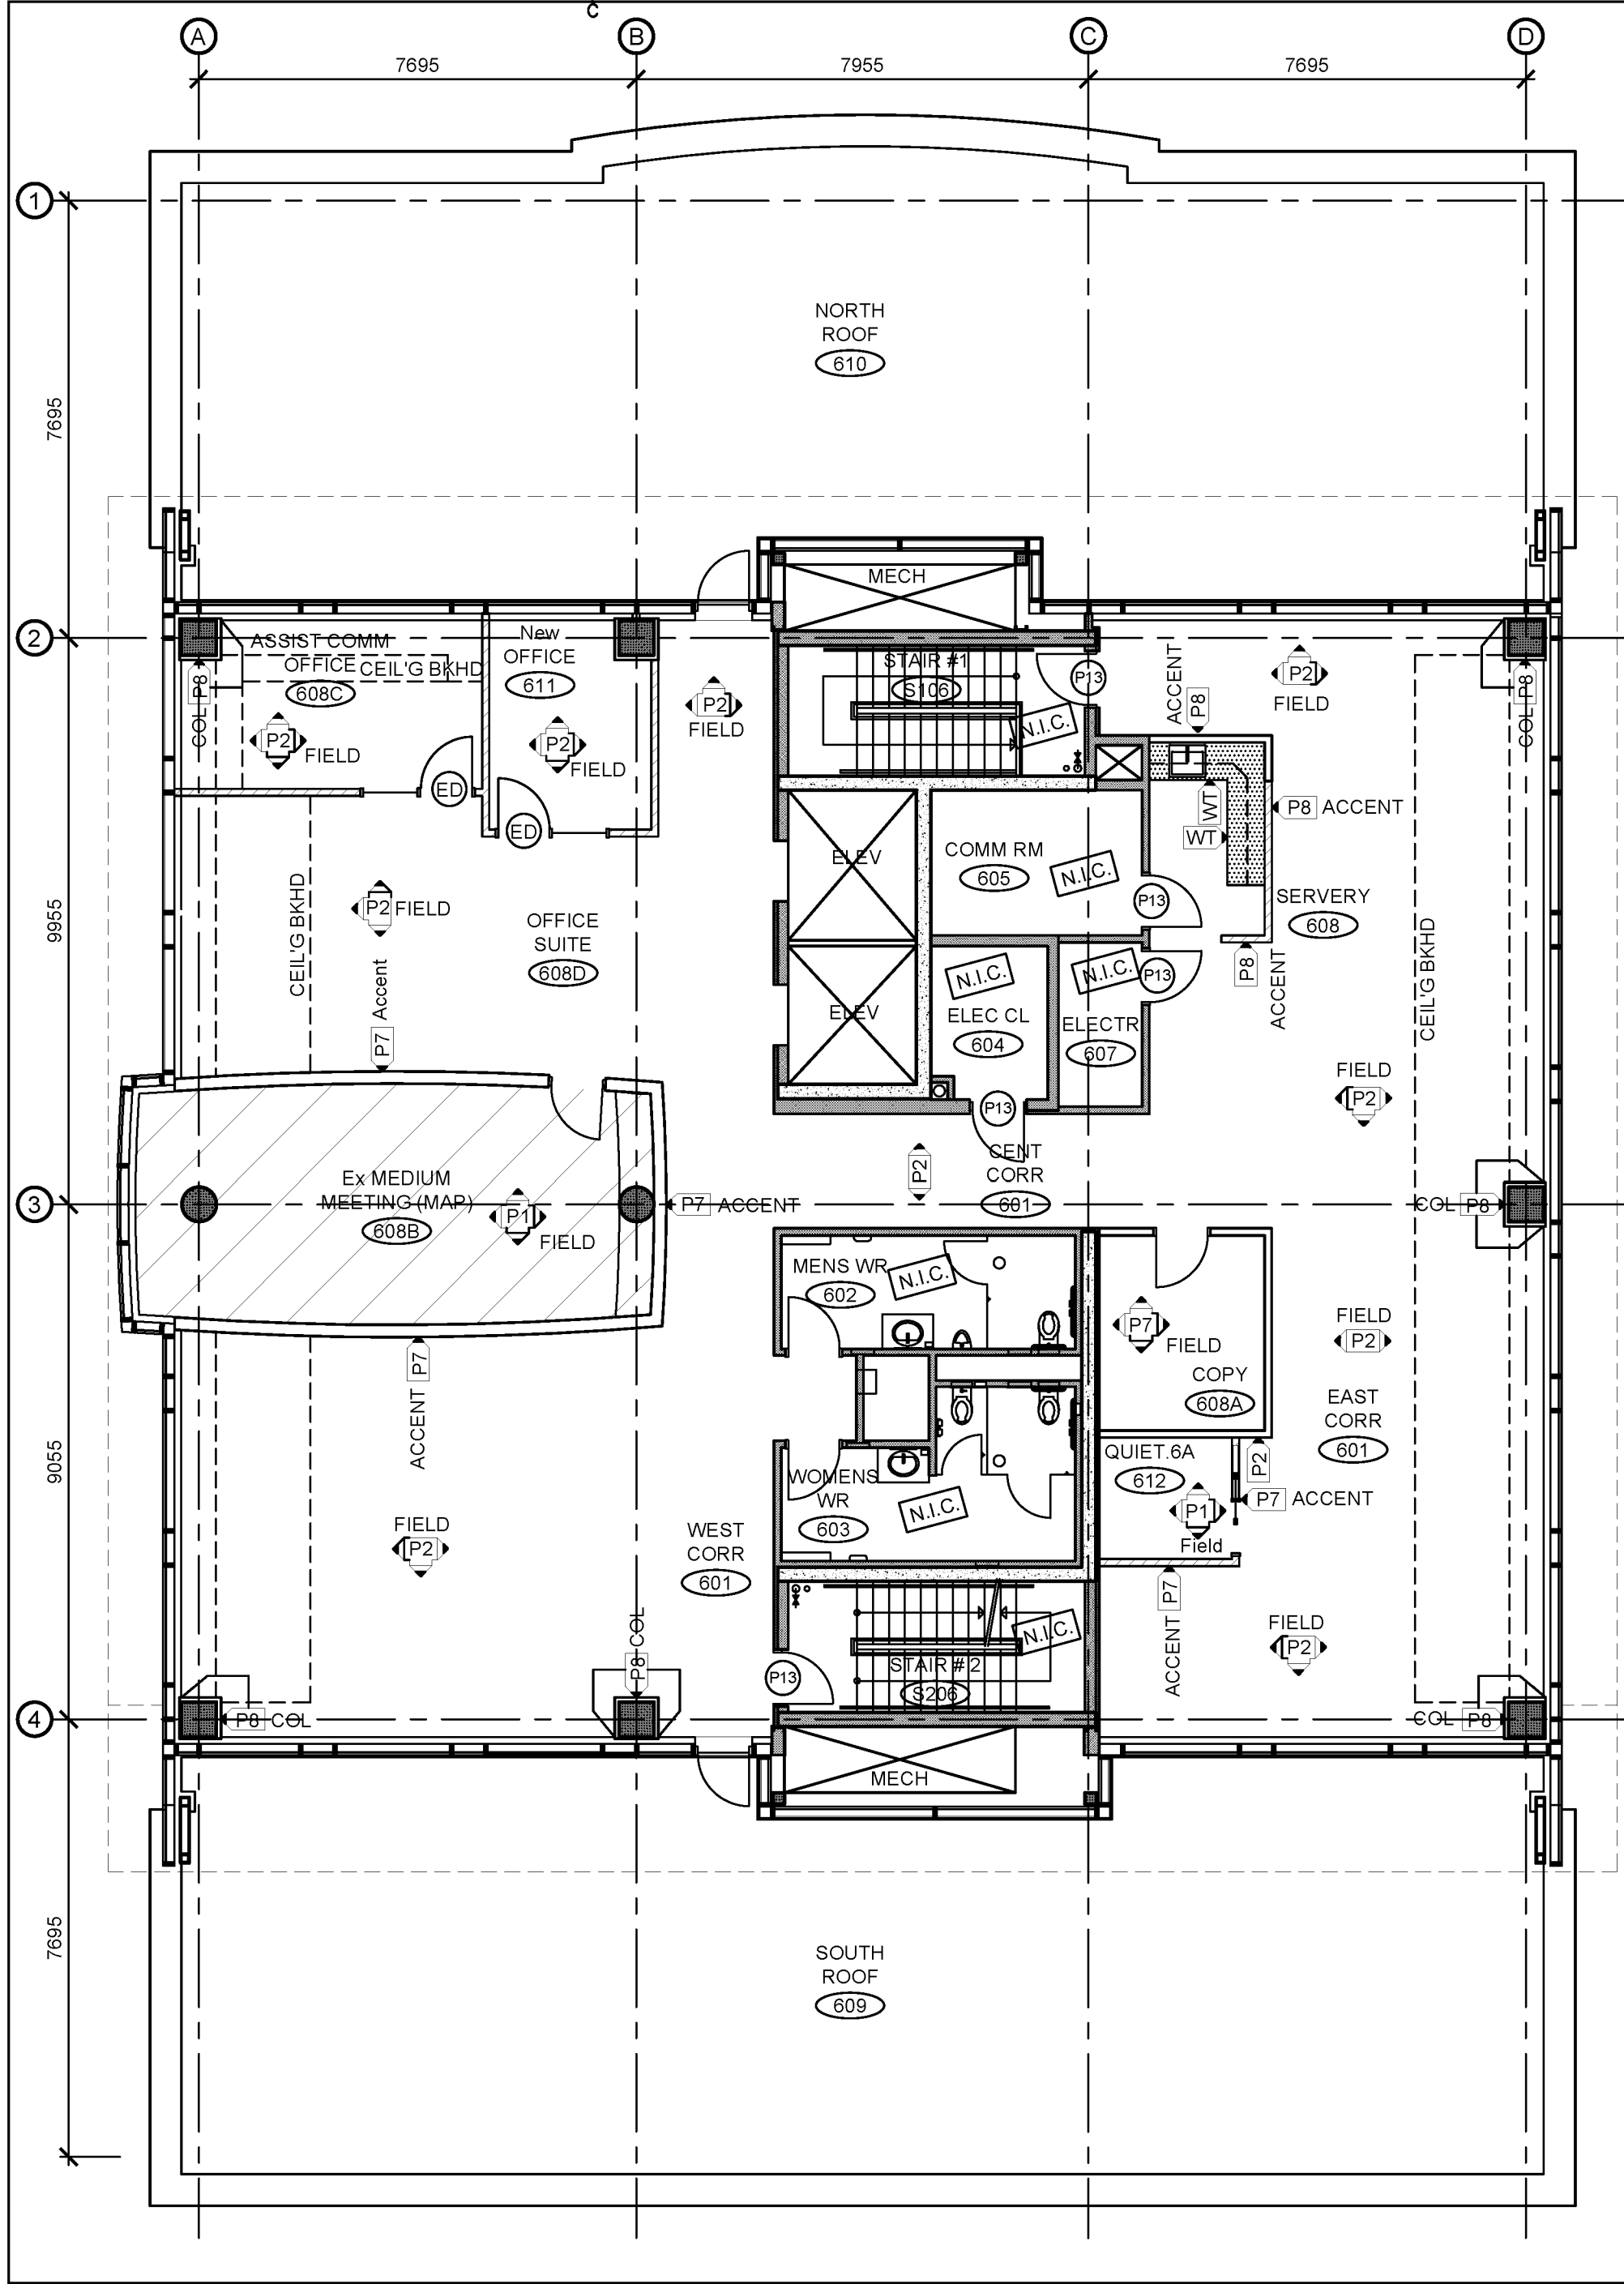 C
A
B
C
D
7695
7955
7695
1
NORTH
ROOF
610
7695
MECH
2
ASSIST COMM
OFFICE
CEIL'G BKHD
608C
New
OFFICE
611
STAIR #1
S106
N.I.C.
P13
ACCENT
P8
P2
FIELD
P8
COL
P2
FIELD
P2
FIELD
P2
FIELD
P8
COL
ED
ED
WT
WT
P8 ACCENT
ELEV
COMM RM
605
N.I.C.
P13
SERVERY
608
P2 FIELD
CEIL'G BKHD
OFFICE
SUITE
608D
9955
CEIL'G BKHD
P8
ACCENT
N.I.C.
N.I.C.
P13
Accent
P7
ELEV
ELEC CL
604
ELECTR
607
P13
FIELD
P2
CENT
CORR
601
P2
Ex MEDIUM
MEETING (MAP)
608B
P1
FIELD
3
P7 ACCENT
COL P8
MENS WR
602
N.I.C.
P7
FIELD
FIELD
P2
COPY
608A
P7
ACCENT
EAST
CORR
601
9055
QUIET.6A
612
P2
P7 ACCENT
P1
Field
WOMENS
WR
603
N.I.C.
FIELD
P2
WEST
CORR
601
P7
ACCENT
FIELD
P2
P8 COL
N.I.C.
STAIR # 2
S206
P13
4
P8 COL
COL P8
MECH
7695
SOUTH
ROOF
609